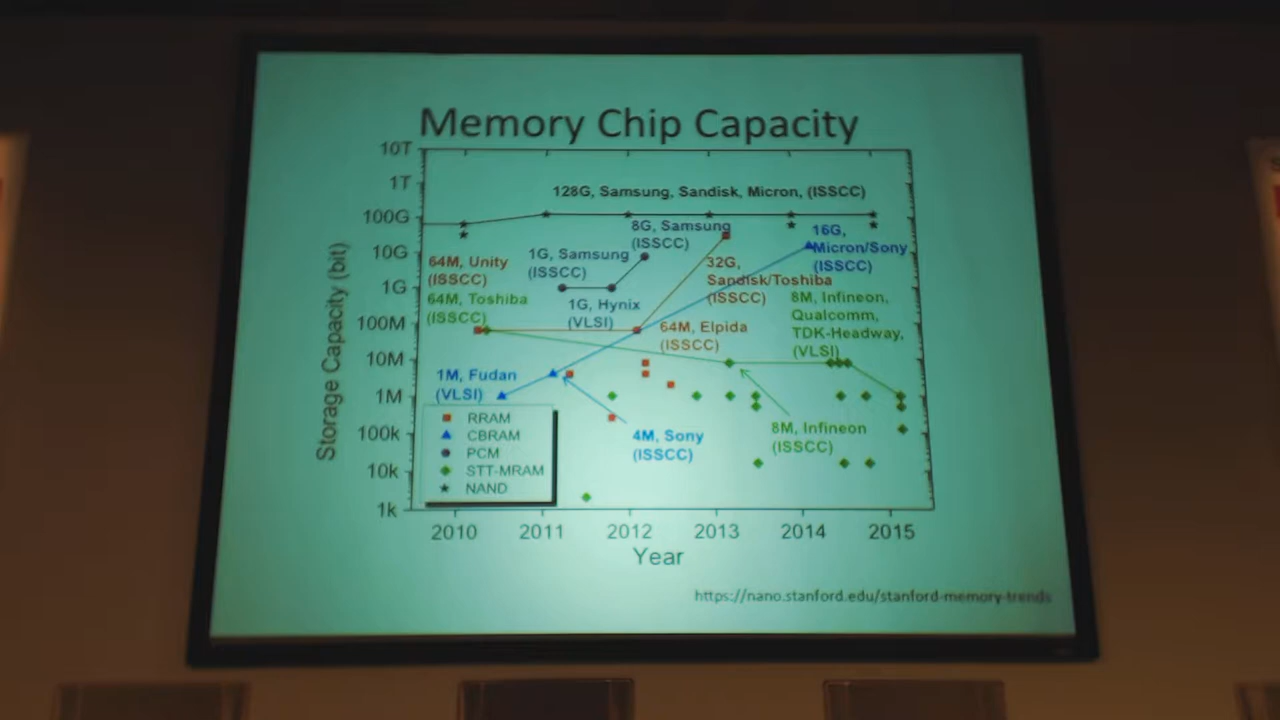 Memory Chip Capacity
10T
1T
100G
10G
1G
100M
10M
1M
100k
10k
1k
Storage Capacity (bit)
128G, Samsung, Sandisk, Micron, (ISSCC)
8G, Samsung
(ISSCC)
16G,
Micron/Sony
(ISSCC)
64M, Unity
(ISSCC)
1G, Samsung
(ISSCC)
32G,
Sandisk/Toshiba
(ISSCC)
64M, Toshiba
(ISSCC)
1G, Hynix
(VLSI)
8M, Infineon,
Qualcomm,
TDK-Headway,
(VLSI)
64M, Elpida
(ISSCC)
1M, Fudan
(VLSI)
4M, Sony
(ISSCC)
8M, Infineon
(ISSCC)
RRAM
CBRAM
PCM
STT-MRAM
NAND
2010 2011 2012 2013 2014 2015
Year
https://nano.stanford.edu/stanford-memory-trends